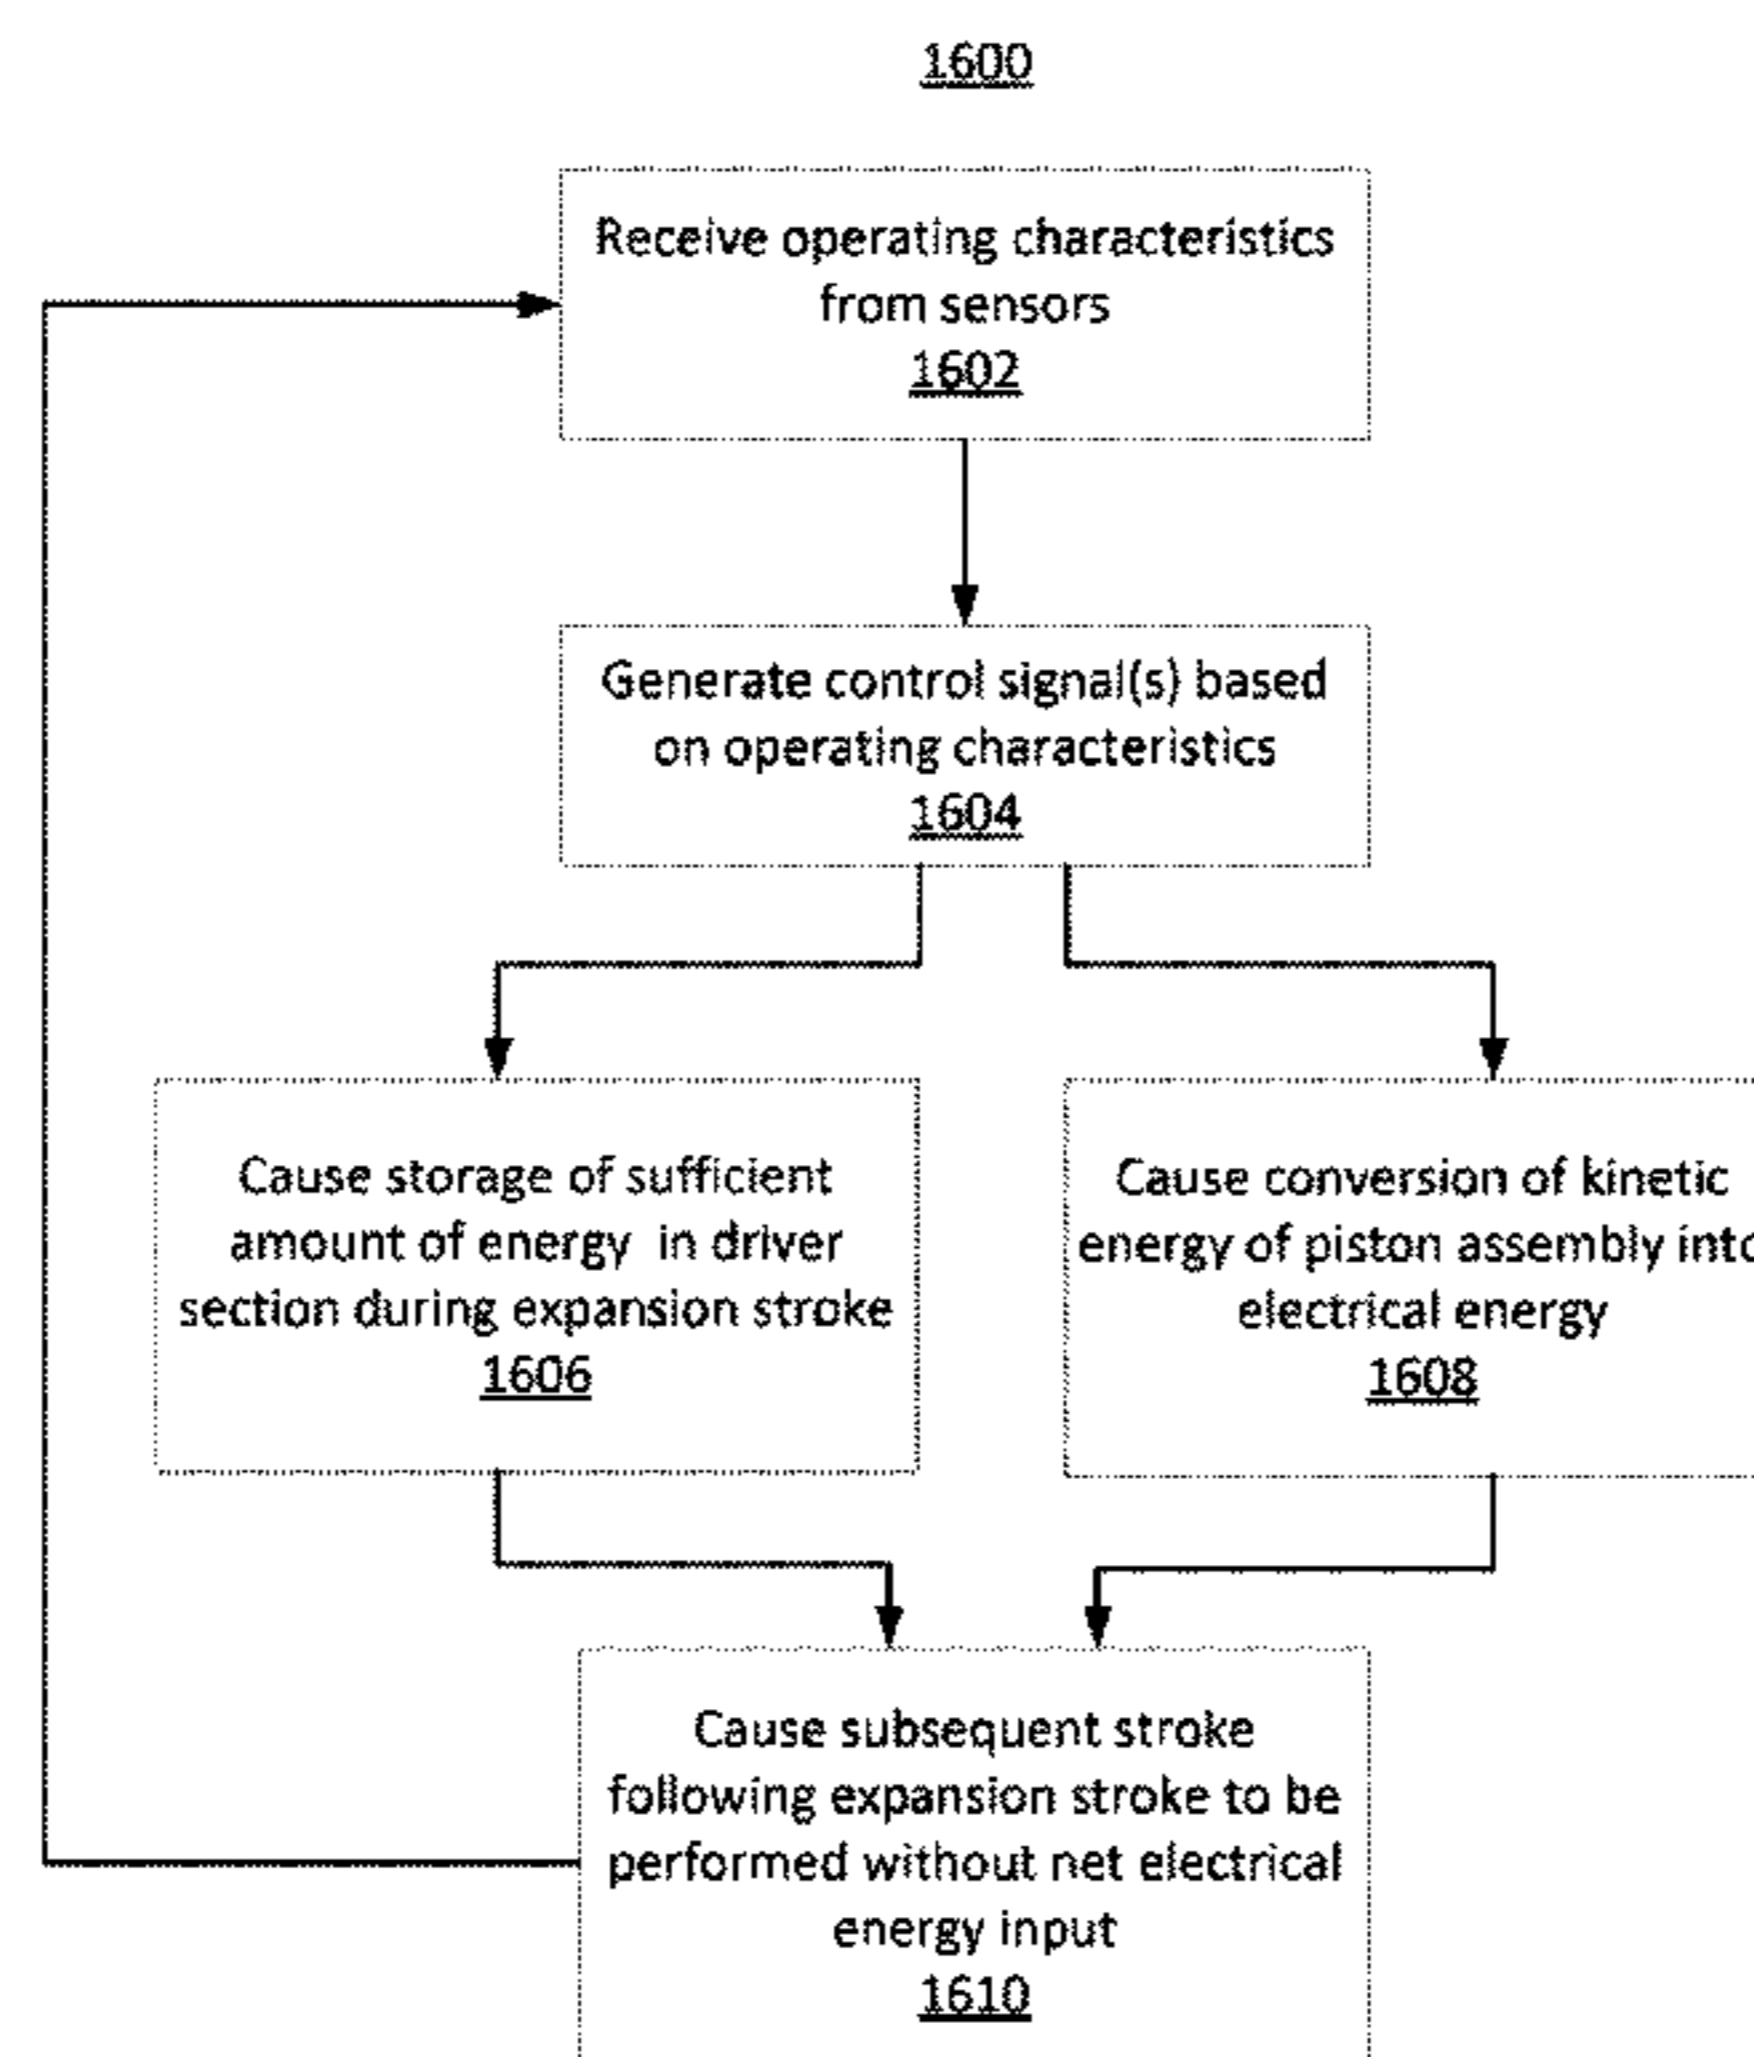 1600
Receive operating characteristics
from sensors
1602
Generate control signal(s) based
on operating characteristics
1604
Cause storage of sufficient
amount of energy in driver
section during expansion stroke
1606
Cause conversion of kinetic
energy of piston assembly into
electrical energy
1608
Cause subsequent stroke
following expansion stroke to be
performed without net electrical
energy input
1610